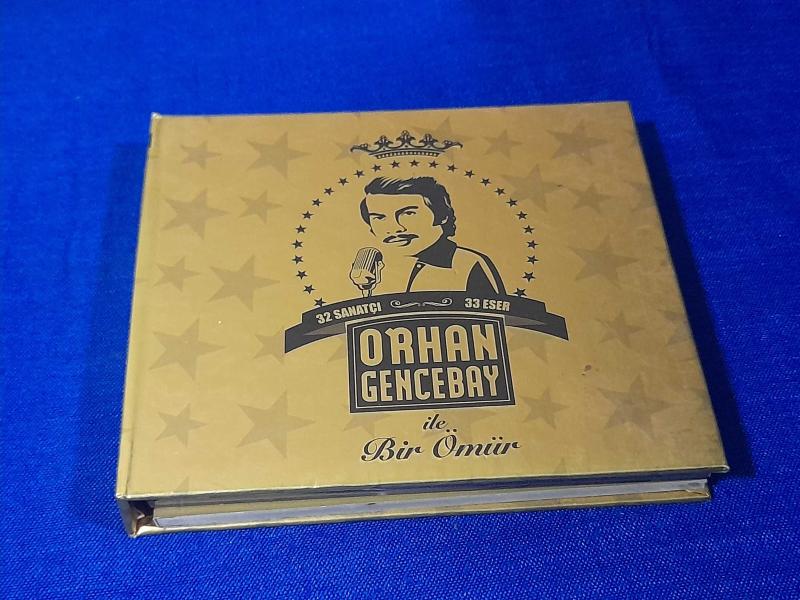 32 SANATÇI 33 ESER
ORHAN
GENCEBAY
ile
Bir Ömür